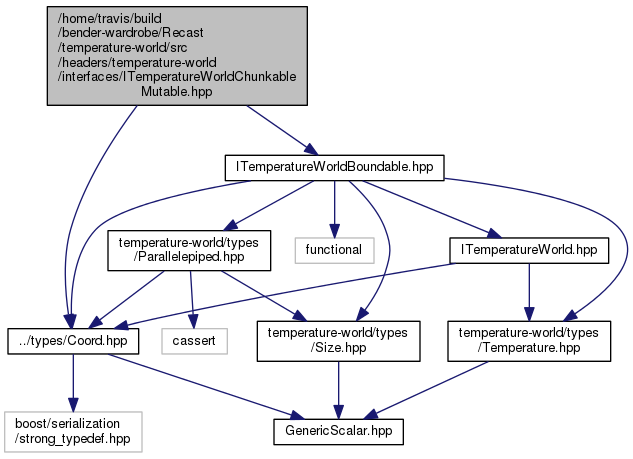 /home/travis/build
/bender-wardrobe/Recast
/temperature-world/src
/headers/temperature-world
/interfaces/ITemperatureWorldChunkable
Mutable.hpp
ITemperatureWorldBoundable.hpp
temperature-world/types
/Parallelepiped.hpp
functional
ITemperatureWorld.hpp
../types/Coord.hpp
cassert
temperature-world/types
/Size.hpp
temperature-world/types
/Temperature.hpp
boost/serialization
/strong_typedef.hpp
GenericScalar.hpp